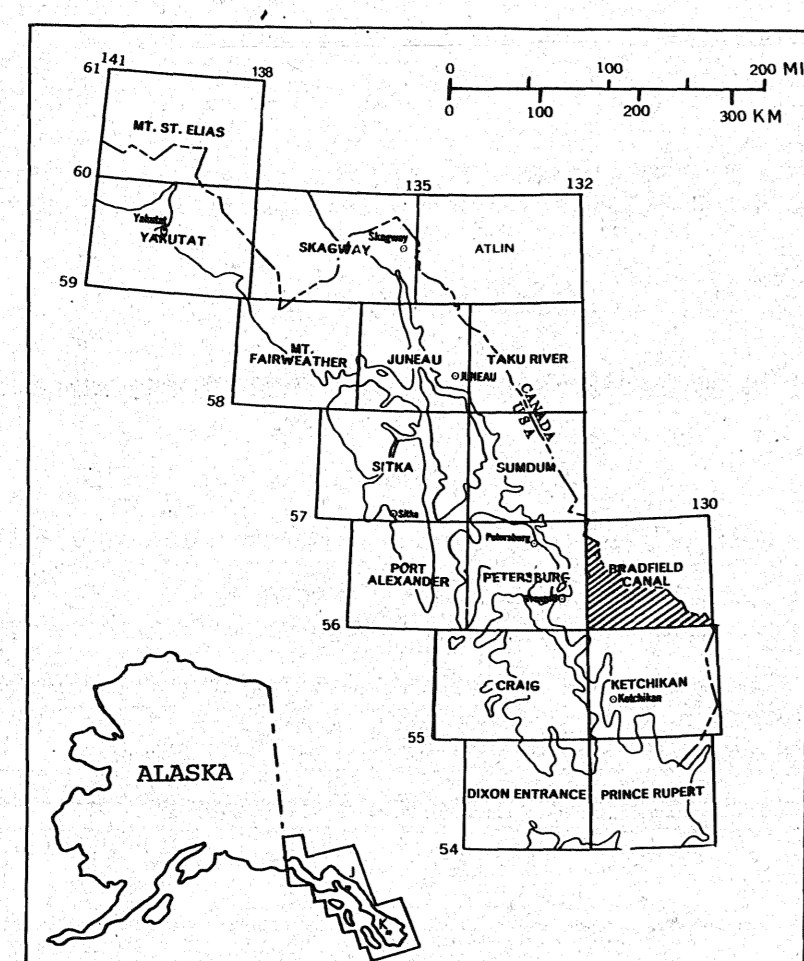 141
61
138
0 100 200 MI
0 100 200 300 KM
MT. ST. ELIAS
60
135
132
Yakutat
YAKUTAT
SKAGWAY
Skagway
ATLIN
59
MT.
FAIRWEATHER
JUNEAU
JUNEAU
TAKU RIVER
58
CANADA
USA
SITKA
SUMDUM
Sitka
57
130
Petersburg
PORT
ALEXANDER
PETERSBURG
BRADFIELD
CANAL
56
CRAIG
KETCHIKAN
Ketchikan
55
ALASKA
DIXON ENTRANCE
PRINCE RUPERT
54
J
K